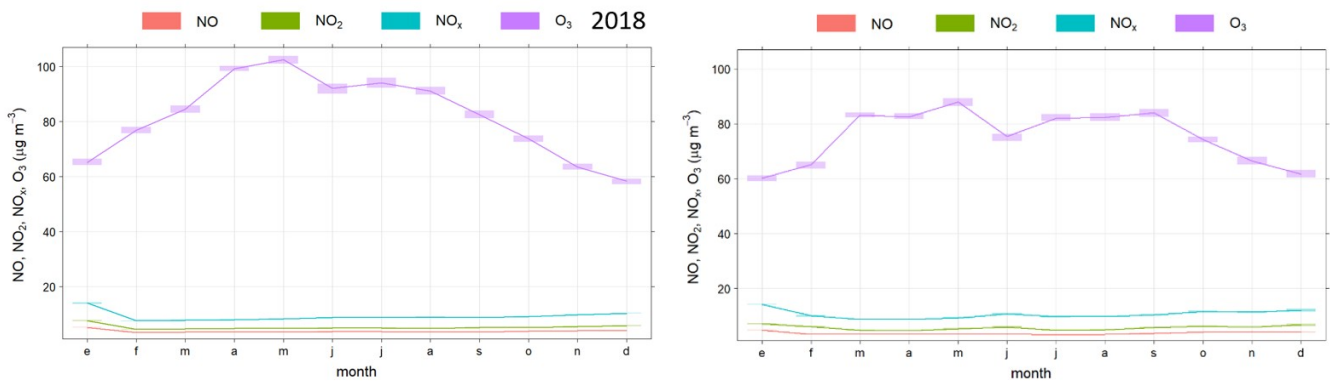 NO NO₂ NOₓ O₃ 2018
NO, NO₂, NOₓ, O₃ (µg m⁻³)
100
80
60
40
20
e f m a m j j a s o n d
month
NO NO₂ NOₓ O₃
NO, NO₂, NOₓ, O₃ (µg m⁻³)
100
80
60
40
20
e f m a m j j a s o n d
month